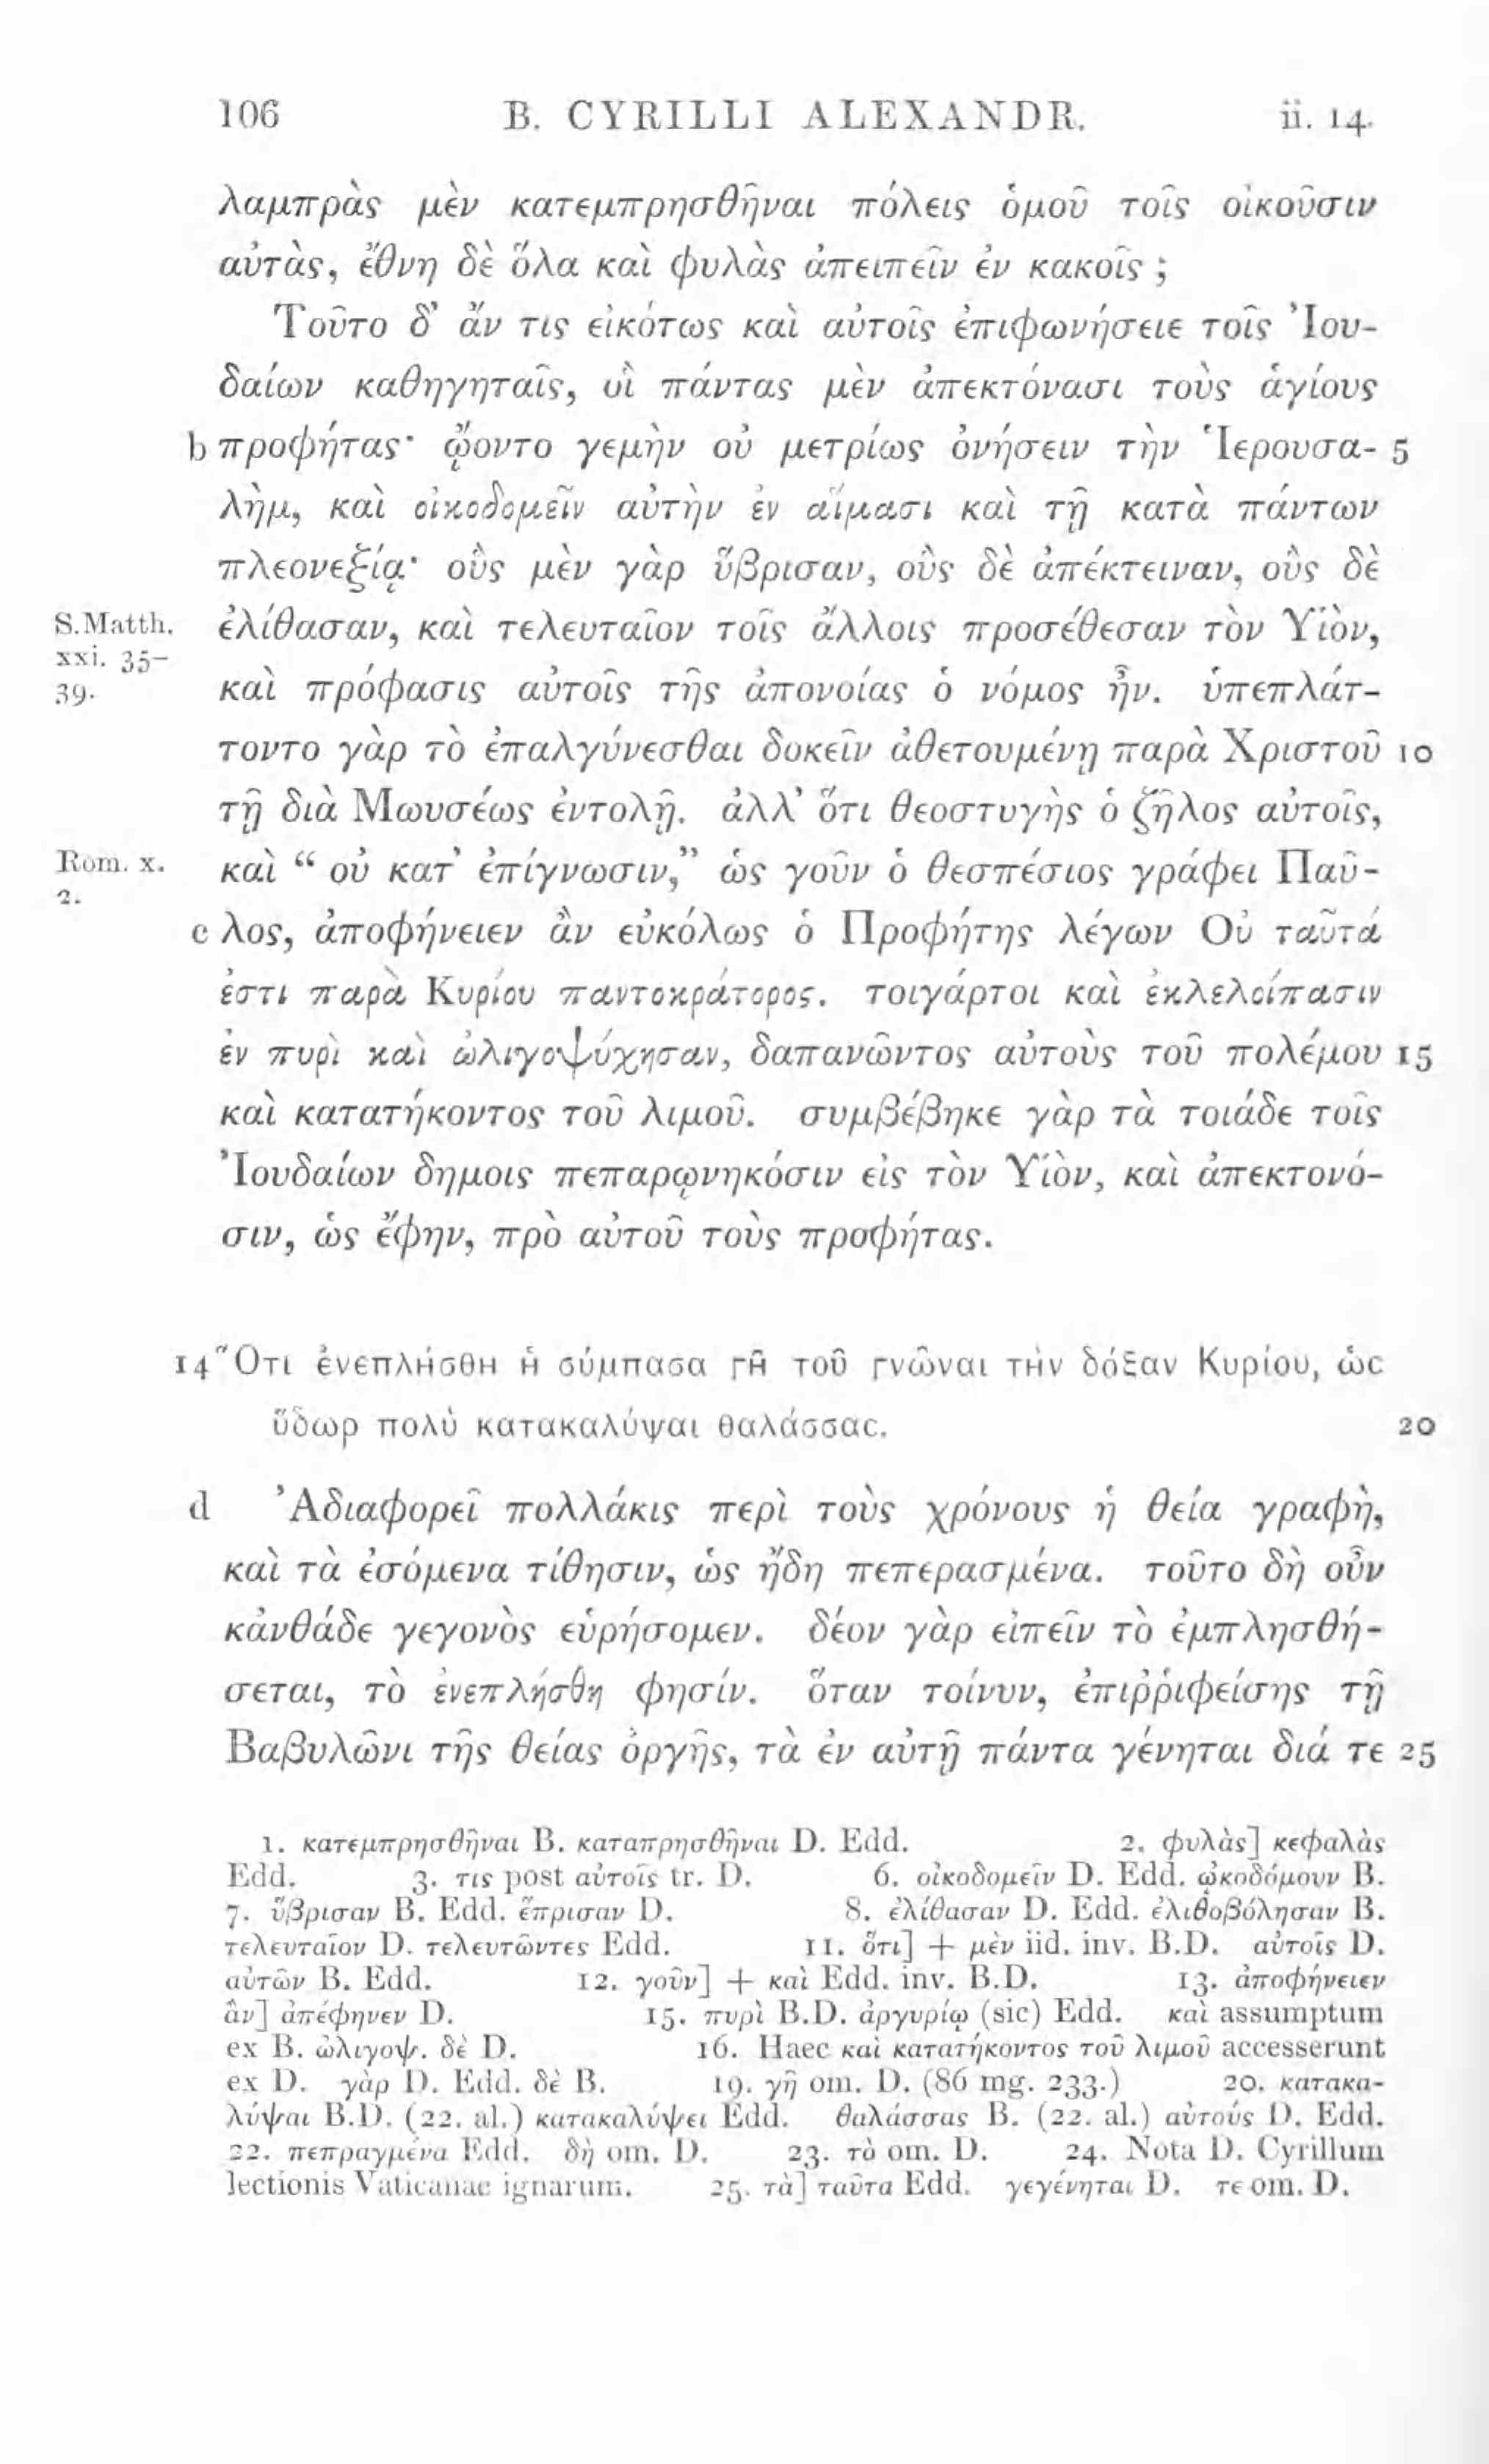 106 B. CYRILLI ALEXANDR. ii. 14.
λαμπρὰς μὲν κατεμπρησθῆναι πόλεις ὁμοῦ τοῖς οἰκοῦσιν
αὐτὰς, ἔθνη δὲ ὅλα καὶ φυλὰς ἀπειπεῖν ἐν κακοῖς ;
Τοῦτο δ’ ἄν τις εἰκότως καὶ αὐτοῖς ἐπιφωνήσειε τοῖς Ἰου-
δαίων καθηγηταῖς, οἳ πάντας μὲν ἀπεκτόνασι τοὺς ἁγίους
b προφήτας· ᾤοντο γεμὴν οὐ μετρίως ὀνήσειν τὴν Ἱερουσα- 5
λὴμ, καὶ οἰκοδομεῖν αὐτὴν ἐν αἵμασι καὶ τῇ κατὰ πάντων
πλεονεξίᾳ· οὓς μὲν γὰρ ὕβρισαν, οὓς δὲ ἀπέκτειναν, οὓς δὲ
S.Matth. ἐλίθασαν, καὶ τελευταῖον τοῖς ἄλλοις προσέθεσαν τὸν Υἱὸν,
xxi. 35–
39. καὶ πρόφασις αὐτοῖς τῆς ἀπονοίας ὁ νόμος ἦν. ὑπεπλάτ-
τοντο γὰρ τὸ ἐπαλγύνεσθαι δοκεῖν ἀθετουμένῃ παρὰ Χριστοῦ 10
τῇ διὰ Μωυσέως ἐντολῇ. ἀλλ’ ὅτι θεοστυγὴς ὁ ζῆλος αὐτοῖς,
Rom. x. καὶ “ οὐ κατ’ ἐπίγνωσιν,” ὡς γοῦν ὁ θεσπέσιος γράφει Παῦ-
2.
c λος, ἀποφήνειεν ἂν εὐκόλως ὁ Προφήτης λέγων Οὐ ταῦτά
ἐστι παρὰ Κυρίου παντοκράτορος. τοιγάρτοι καὶ ἐκλελοίπασιν
ἐν πυρὶ καὶ ὠλιγοψύχησαν, δαπανῶντος αὐτοὺς τοῦ πολέμου 15
καὶ κατατήκοντος τοῦ λιμοῦ. συμβέβηκε γὰρ τὰ τοιάδε τοῖς
Ἰουδαίων δημοις πεπαρῳνηκόσιν εἰς τὸν Υἱὸν, καὶ ἀπεκτονό-
σιν, ὡς ἔφην, πρὸ αὐτοῦ τοὺς προφήτας.
14 Ὅτι ἐνεπλήσθη ἡ σύμπασα γῆ τοῦ γνῶναι τὴν δόξαν Κυρίου, ὡς
ὕδωρ πολὺ κατακαλύψαι θαλάσσας. 20
d Ἀδιαφορεῖ πολλάκις περὶ τοὺς χρόνους ἡ θεία γραφὴ,
καὶ τὰ ἐσόμενα τίθησιν, ὡς ἤδη πεπερασμένα. τοῦτο δὴ οὖν
κἀνθάδε γεγονὸς εὑρήσομεν. δέον γὰρ εἰπεῖν τὸ ἐμπλησθή-
σεται, τὸ ἐνεπλήσθη φησίν. ὅταν τοίνυν, ἐπιῤῥιφείσης τῇ
Βαβυλῶνι τῆς θείας ὀργῆς, τὰ ἐν αὐτῇ πάντα γένηται διά τε 25
1. κατεμπρησθῆναι B. καταπρησθῆναι D. Edd. 2. φυλὰς] κεφαλὰς
Edd. 3. τις post αὐτοῖς tr. D. 6. οἰκοδομεῖν D. Edd. ᾠκοδόμουν B.
7. ὕβρισαν B. Edd. ἔπρισαν D. 8. ἐλίθασαν D. Edd. ἐλιθοβόλησαν B.
τελευταῖον D. τελευτῶντες Edd. 11. ὅτι] + μὲν iid. inv. B.D. αὐτοῖς D.
αὐτῶν B. Edd. 12. γοῦν] + καὶ Edd. inv. B.D. 13. ἀποφήνειεν
ἂν] ἀπέφηνεν D. 15. πυρὶ B.D. ἀργυρίῳ (sic) Edd. καὶ assumptum
ex B. ὠλιγοψ. δὲ D. 16. Haec καὶ κατατήκοντος τοῦ λιμοῦ accesserunt
ex D. γὰρ D. Edd. δὲ B. 19. γῆ om. D. (86 mg. 233.) 20. κατακα-
λύψαι B.D. (22. al.) κατακαλύψει Edd. θαλάσσας B. (22. al.) αὐτούς D. Edd.
22. πεπραγμένα Edd. δὴ om. D. 23. τὸ om. D. 24. Nota D. Cyrillum
lectionis Vaticanae ignarum. 25. τὰ] ταῦτα Edd. γεγένηται D. τε om. D.